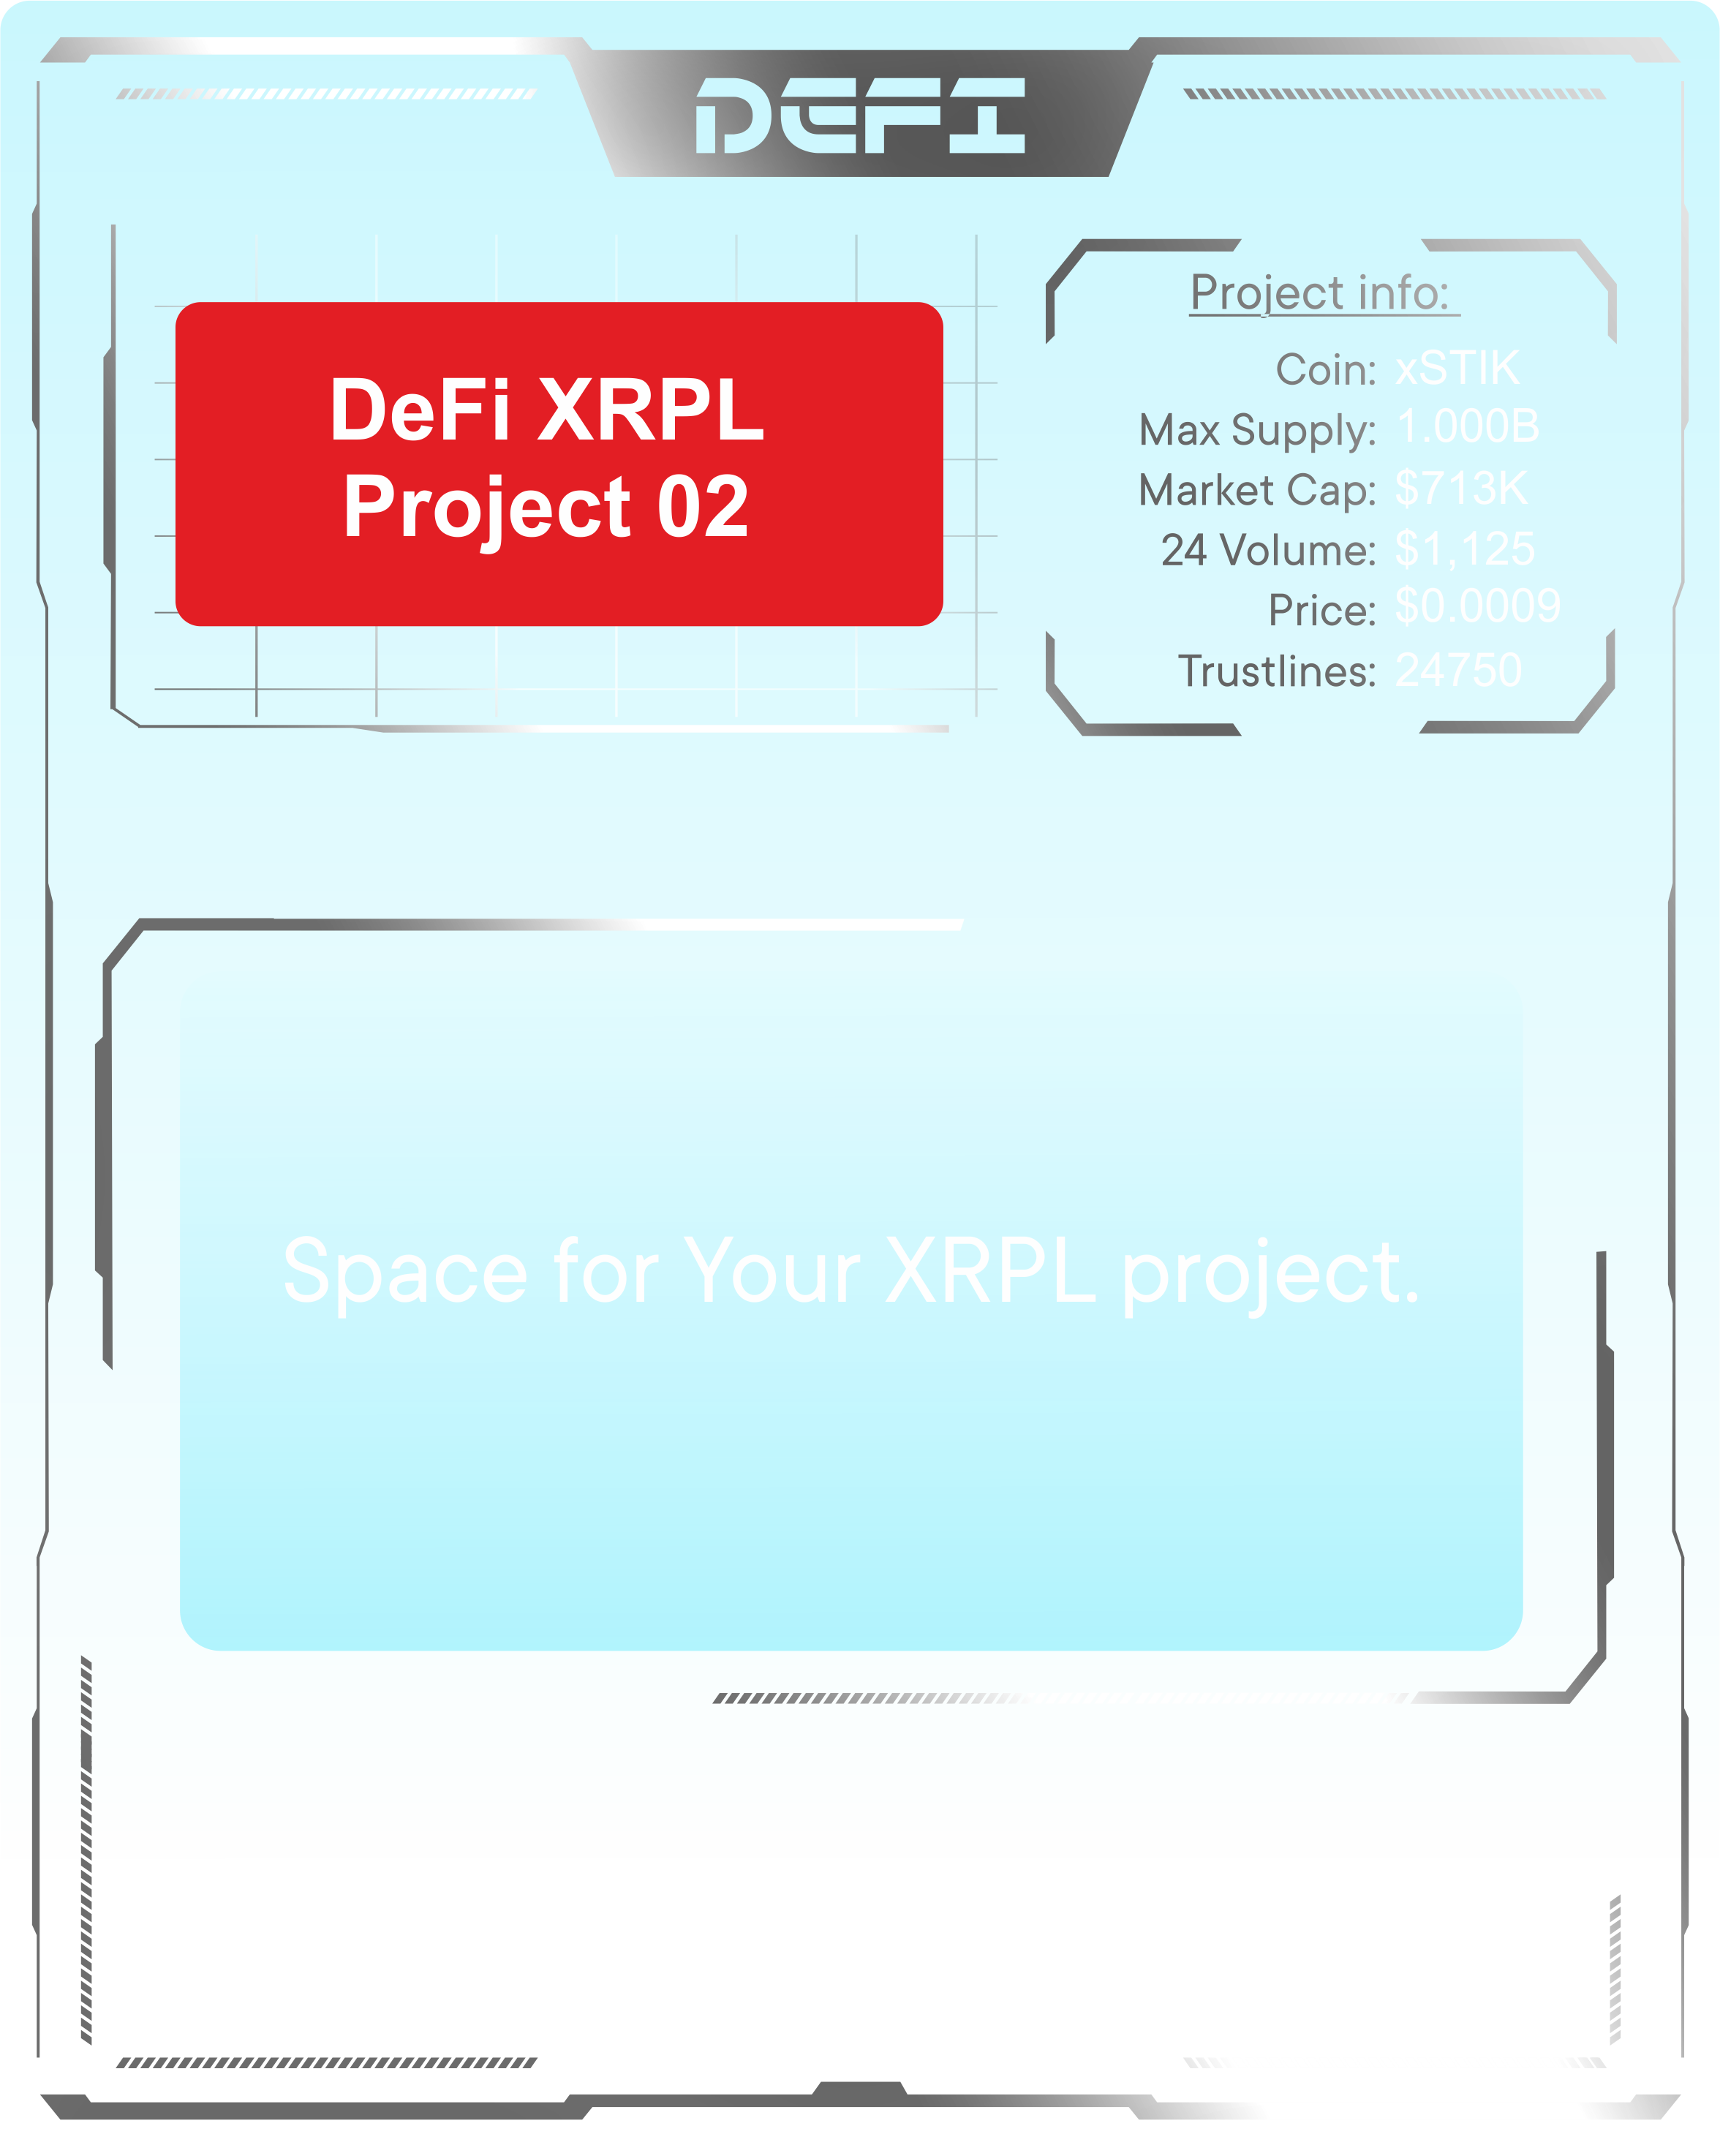 DEFI
DeFi XRPL
Project 02
Project info:
Coin: xSTIK
Max Supply: 1.000B
Market Cap: $713K
24 Volume: $1,125
Price: $0.0009
Trustlines: 24750
Space for Your XRPL project.